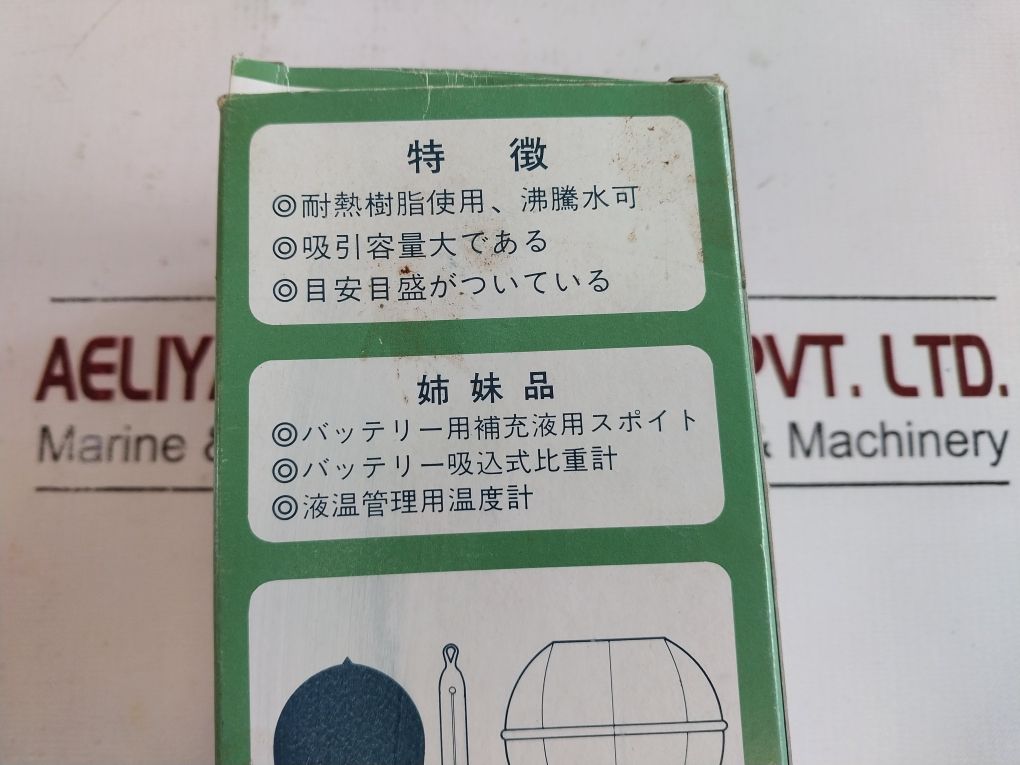 特 徴
◎耐熱樹脂使用、沸騰水可
◎吸引容量大である
◎目安目盛がついている
姉妹品
◎バッテリー用補充液用スポイト
◎バッテリー吸込式比重計
◎液温管理用温度計
AELIYA PVT. LTD.
Marine & Machinery